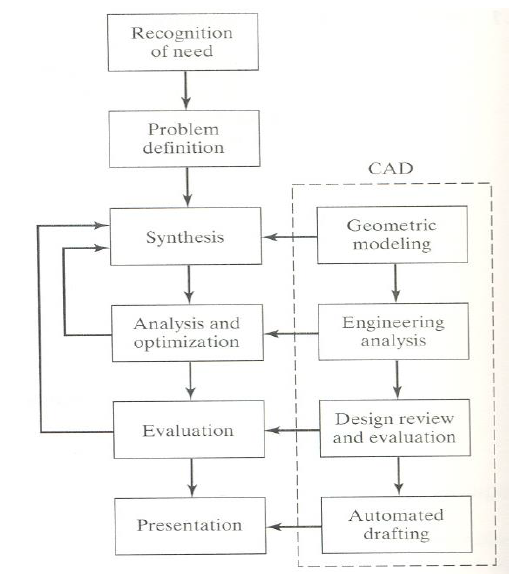 Recognition
of need
Problem
definition
CAD
Synthesis
Geometric
modeling
Analysis and
optimization
Engineering
analysis
Evaluation
Design review
and evaluation
Presentation
Automated
drafting